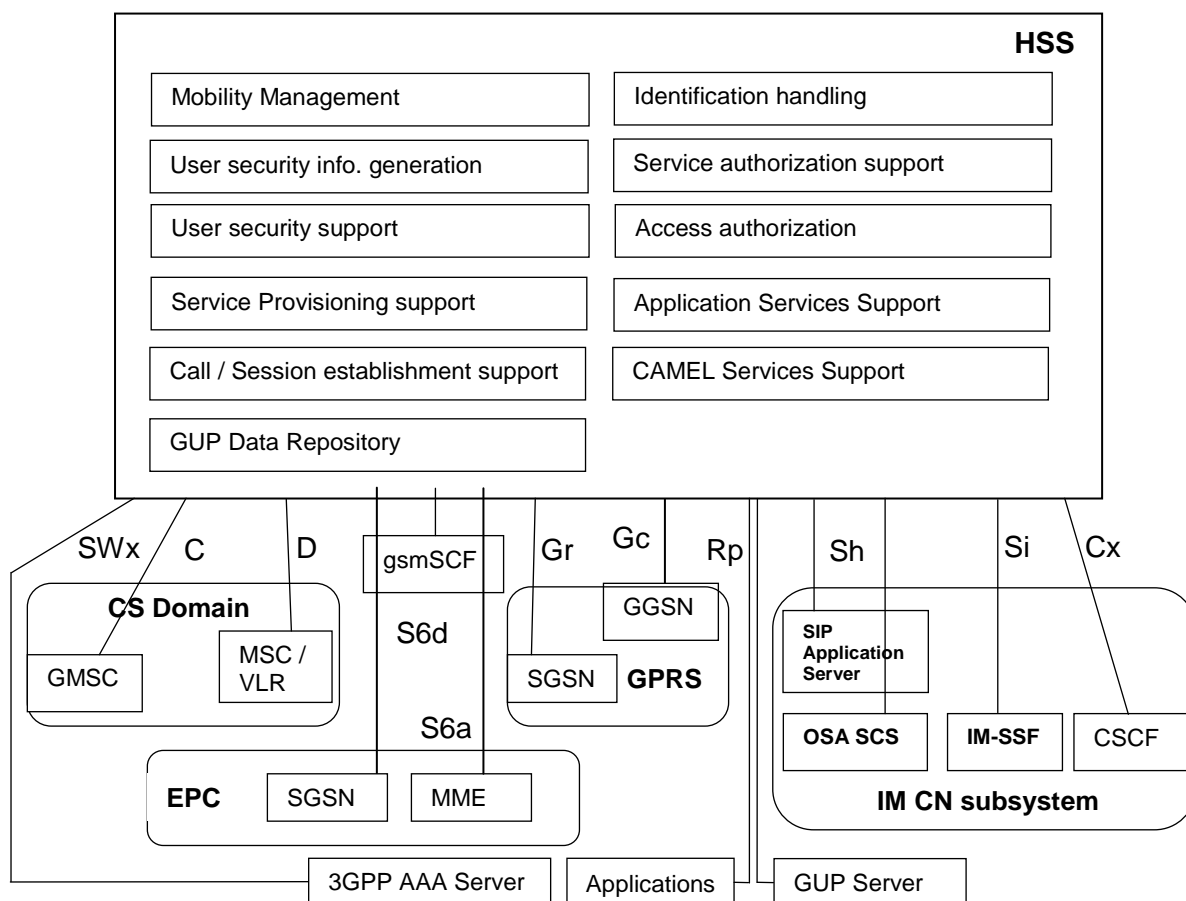 HSS
Mobility Management
Identification handling
User security info. generation
Service authorization support
User security support
Access authorization
Service Provisioning support
Application Services Support
Call / Session establishment support
CAMEL Services Support
GUP Data Repository
SWx
C
D
gsmSCF
Gr
Gc
Rp
Sh
Si
Cx
CS Domain
GMSC
MSC /
VLR
S6d
GGSN
SGSN
GPRS
SIP
Application
Server
S6a
OSA SCS
IM-SSF
CSCF
EPC
SGSN
MME
IM CN subsystem
3GPP AAA Server
Applications
GUP Server